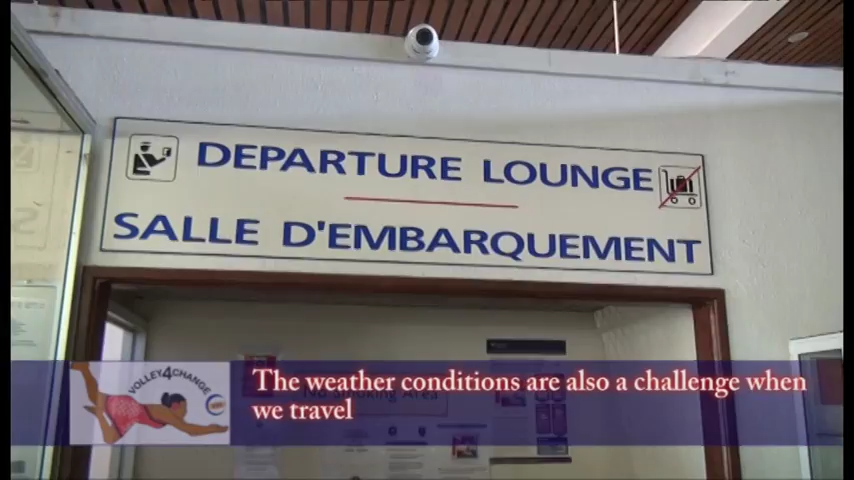 DEPARTURE LOUNGE
SALLE D'EMBARQUEMENT
No Smoking Area
VOLLEY4CHANGE
The weather conditions are also a challenge when
we travel